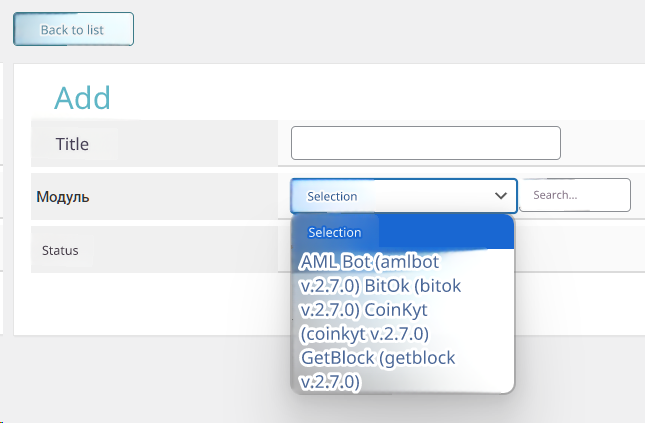 Back to list
Add
Title
Модуль
Selection
Search...
Selection
Status
AML Bot (amlbot
v.2.7.0) BitOk (bitok
v.2.7.0) CoinKyt
(coinkyt v.2.7.0)
GetBlock (getblock
v.2.7.0)